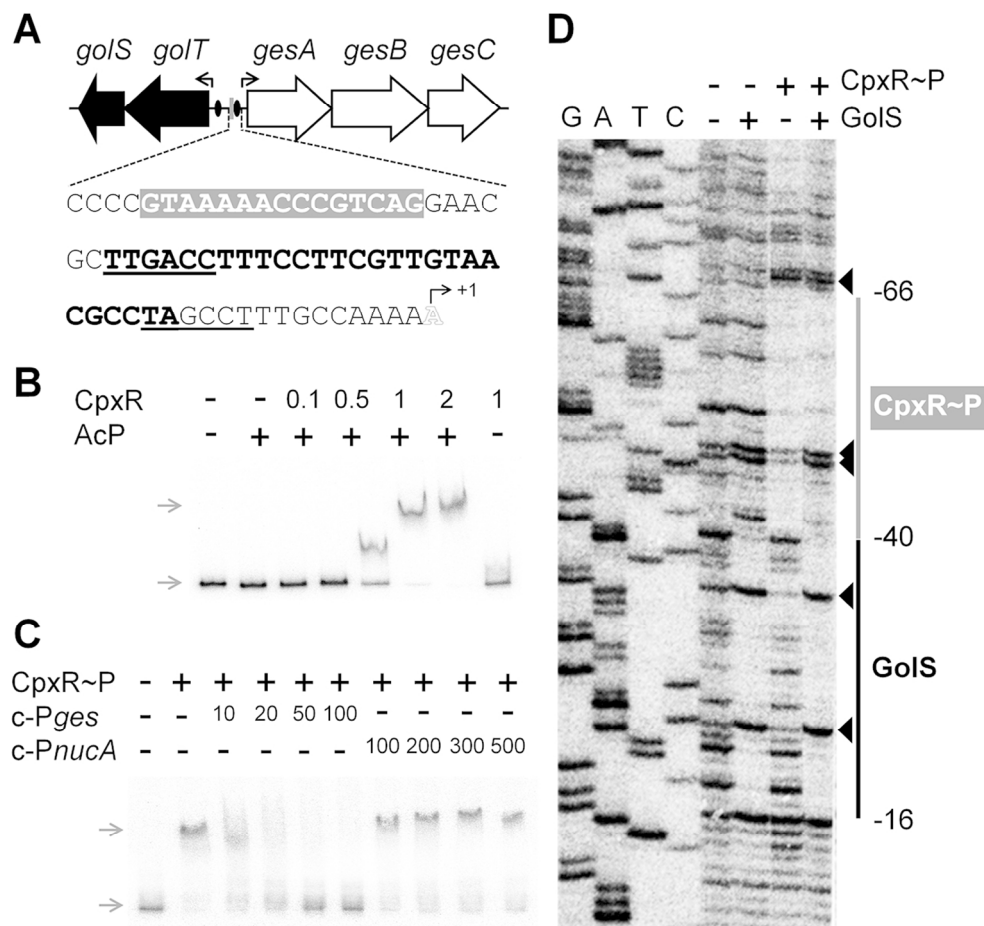 A
golS golT gesA gesB gesC
CCCCGTAAAAACCCGTCAGGAAC
GCTTGACCTTTCCTTCGTTGTAA
+1
CGCCTAGCCTTTGCCAAAAA
B
CpxR - - 0.1 0.5 1 2 1
AcP - + + + + + -
C
CpxR~P - + + + + + + + + +
c-Pges - - 10 20 50 100 - - - -
c-PnucA - - - - - - 100 200 300 500
D
- - + + CpxR~P
G A T C - + - + GolS
-66
CpxR~P
-40
GolS
-16